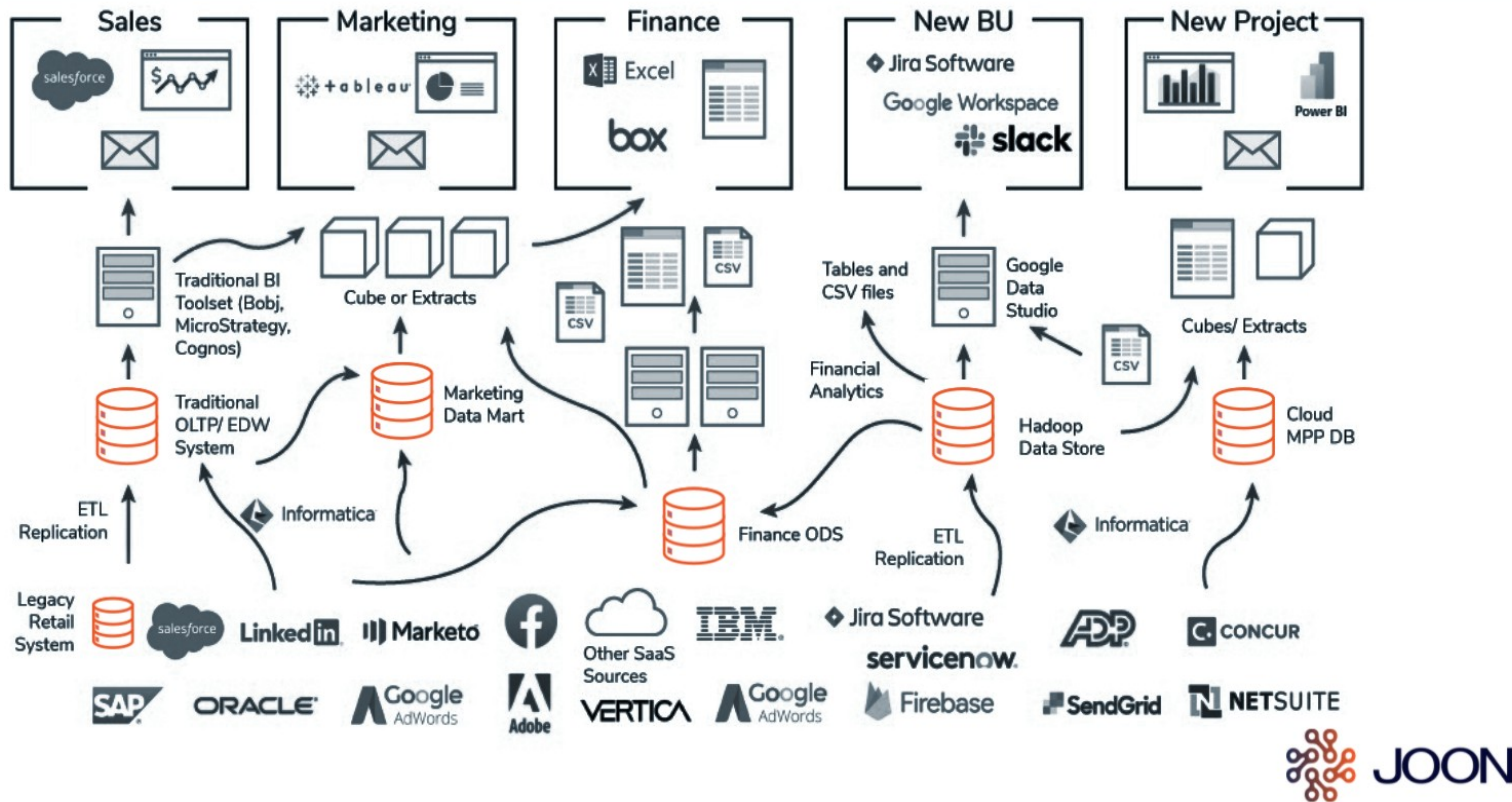 Sales
Marketing
Finance
New BU
New Project
salesforce
$
+ableau
Excel
box
Jira Software
Google Workspace
slack
Power BI
Traditional BI
Toolset (Bobj,
MicroStrategy,
Cognos)
Cube or Extracts
CSV
CSV
Tables and
CSV files
Google
Data
Studio
Cubes/ Extracts
CSV
Financial
Analytics
Traditional
OLTP/ EDW
System
Marketing
Data Mart
Hadoop
Data Store
Cloud
MPP DB
ETL
Replication
Informatica
Finance ODS
ETL
Replication
Informatica
Legacy
Retail
System
salesforce
Linked in
Marketo
Other SaaS
Sources
IBM
Jira Software
servicenow
ADP
C. CONCUR
SAP
ORACLE
Google
AdWords
Adobe
VERTICA
Google
AdWords
Firebase
SendGrid
N NETSUITE
JOON